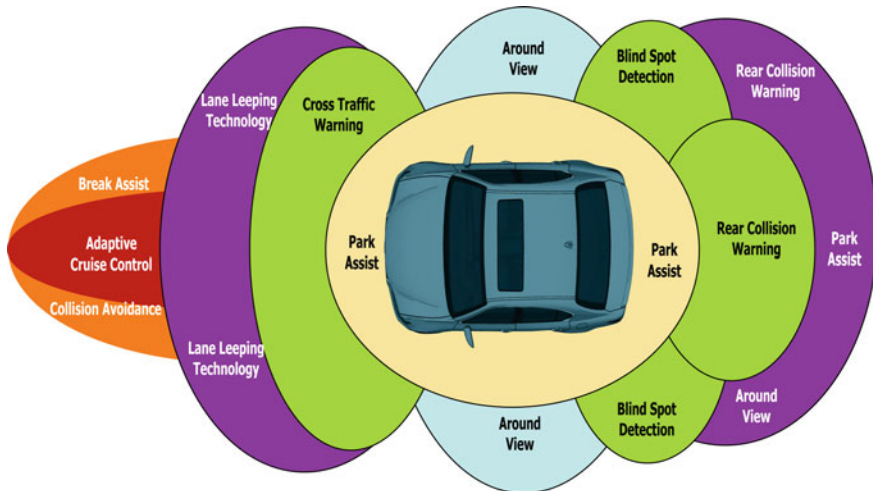 Break Assist
Adaptive
Cruise Control
Collision Avoidance
Lane Leeping
Technology
Lane Leeping
Technology
Cross Traffic
Warning
Park
Assist
Around
View
Around
View
Park
Assist
Blind Spot
Detection
Blind Spot
Detection
Rear Collision
Warning
Rear Collision
Warning
Park
Assist
Around
View